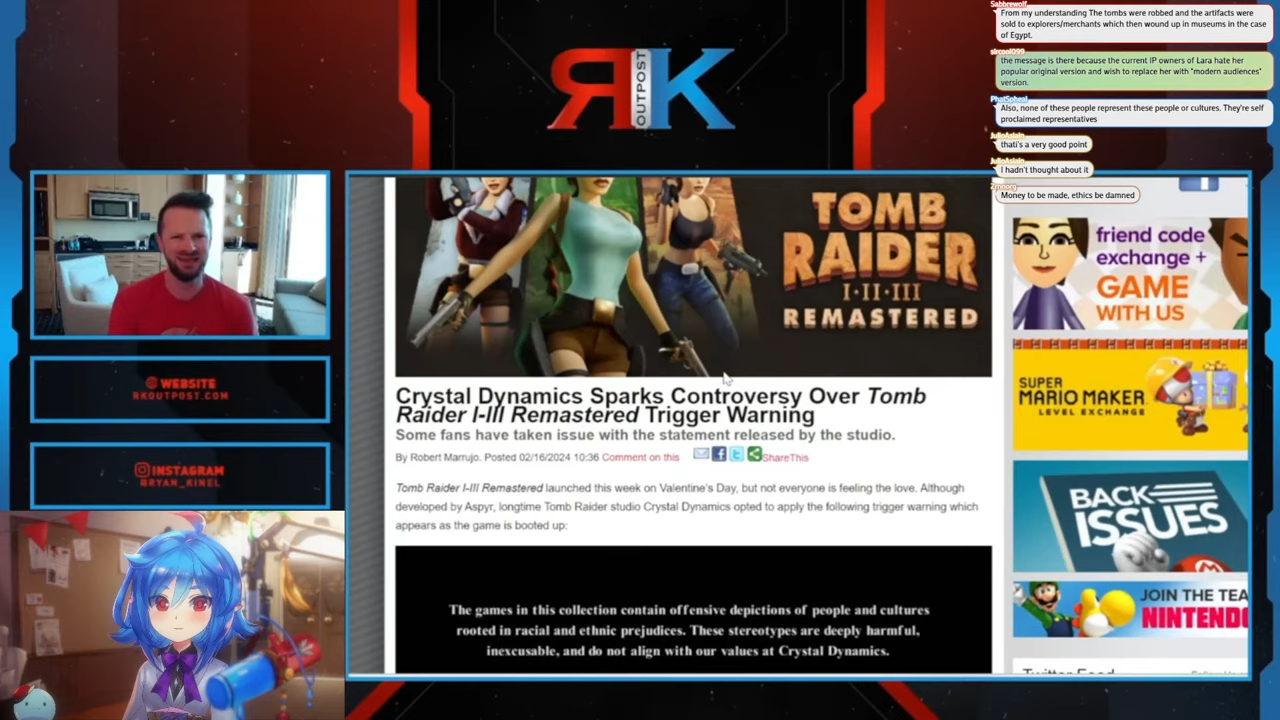 Sabbrewolf
From my understanding The tombs were robbed and the artifacts were
sold to explorers/merchants which then wound up in museums in the case
of Egypt.
sircool099
the message is there because the current IP owners of Lara hate her
popular original version and wish to replace her with "modern audiences"
version.
PhatSpheal
Also, none of these people represent these people or cultures. They're self
proclaimed representatives
JulioAslain
thati's a very good point
JulioAslain
I hadn't thought about it
Money to be made, ethics be damned
RK
OUTPOST
WEBSITE
RKOUTPOST.COM
INSTAGRAM
@RYAN_KINEL
TOMB
RAIDER
I·II·III
REMASTERED
Crystal Dynamics Sparks Controversy Over Tomb
Raider I-III Remastered Trigger Warning
Some fans have taken issue with the statement released by the studio.
By Robert Marrujo. Posted 02/16/2024 10:36 Comment on this ShareThis
Tomb Raider I-III Remastered launched this week on Valentine's Day, but not everyone is feeling the love. Although
developed by Aspyr, longtime Tomb Raider studio Crystal Dynamics opted to apply the following trigger warning which
appears as the game is booted up:
The games in this collection contain offensive depictions of people and cultures
rooted in racial and ethnic prejudices. These stereotypes are deeply harmful,
inexcusable, and do not align with our values at Crystal Dynamics.
friend code
exchange +
GAME
WITH US
SUPER
MARIO MAKER
LEVEL EXCHANGE
BACK
ISSUES
JOIN THE TEA
NINTENDO
Twitter Feed